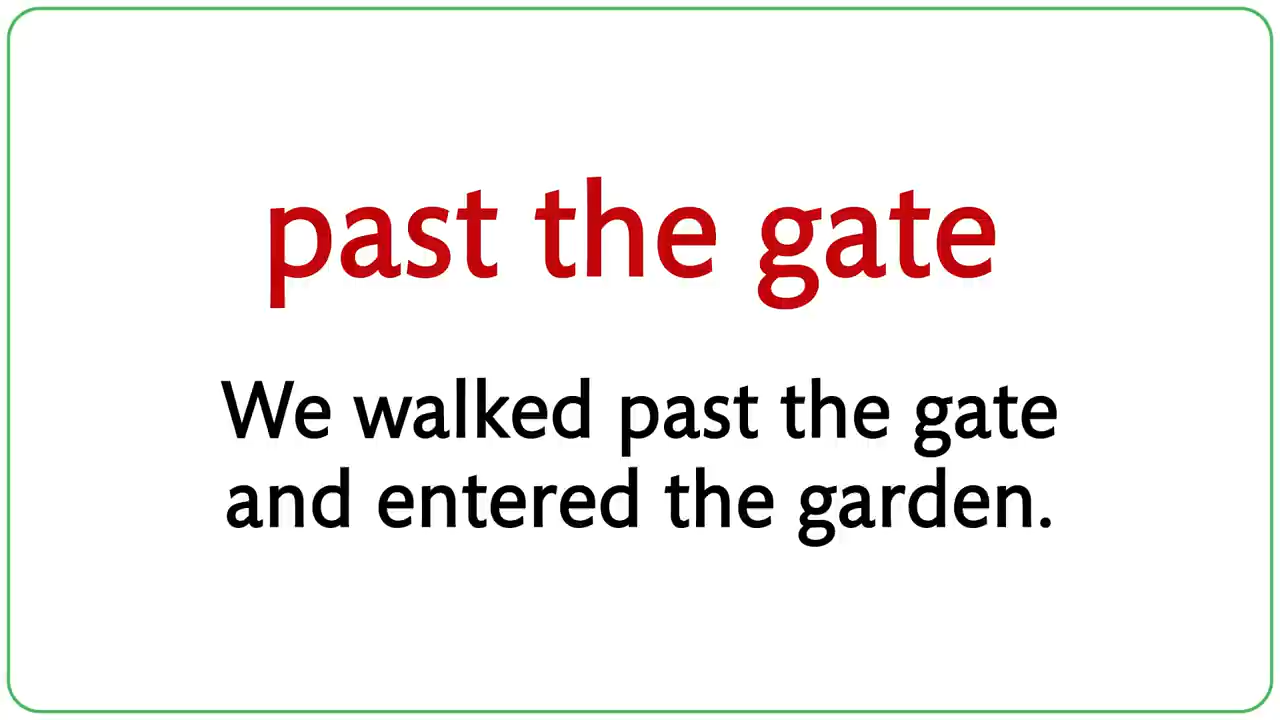 past the gate
We walked past the gate
and entered the garden.